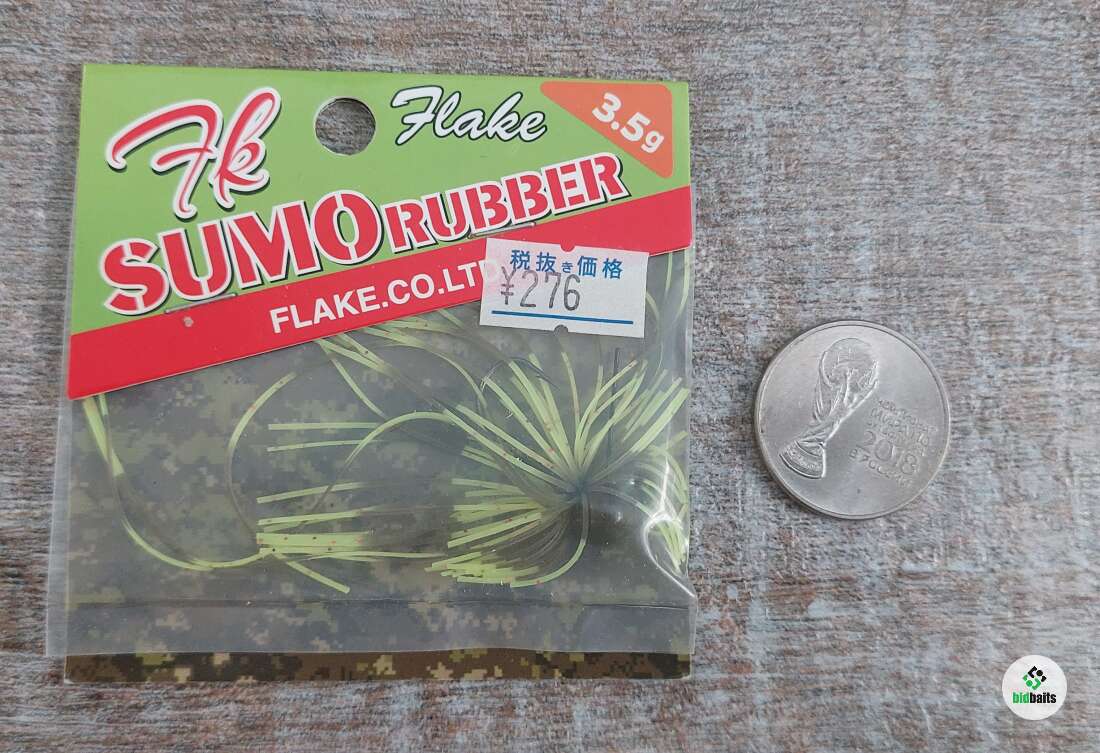 Fk
Flake
3.5g
SUMO RUBBER
FLAKE.CO.LTD
税抜き価格
¥276
2018
bidbaits